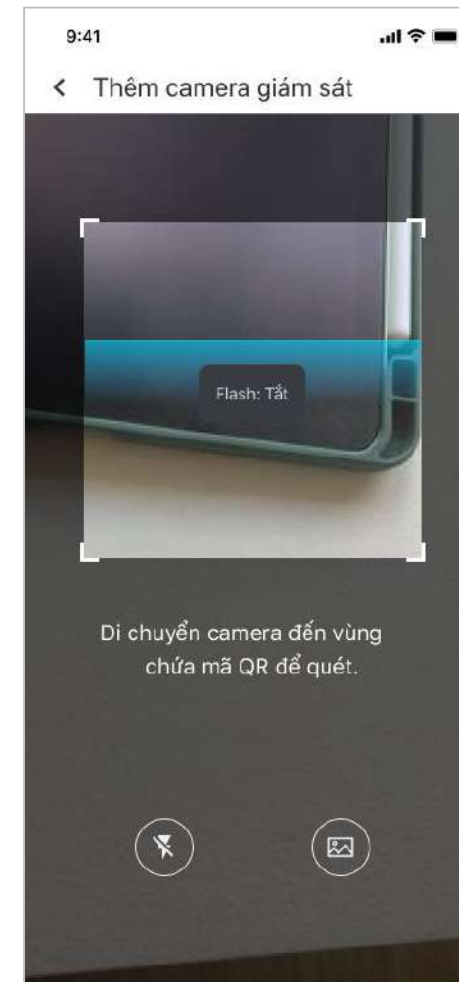 9:41
Thêm camera giám sát
Flash: Tắt
Di chuyển camera đến vùng
chứa mã QR để quét.